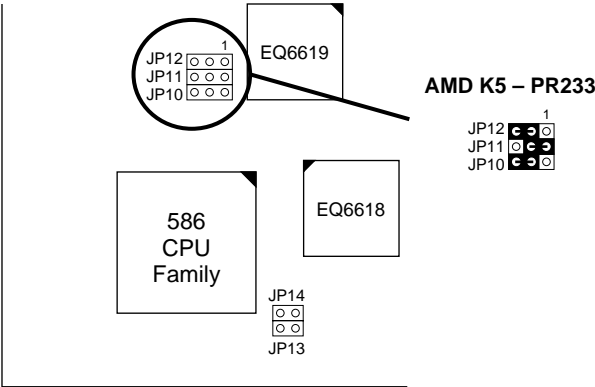 1
JP12
JP11
JP10
EQ6619
AMD K5 – PR233
1
JP12
JP11
JP10
586
CPU
Family
EQ6618
JP14
JP13